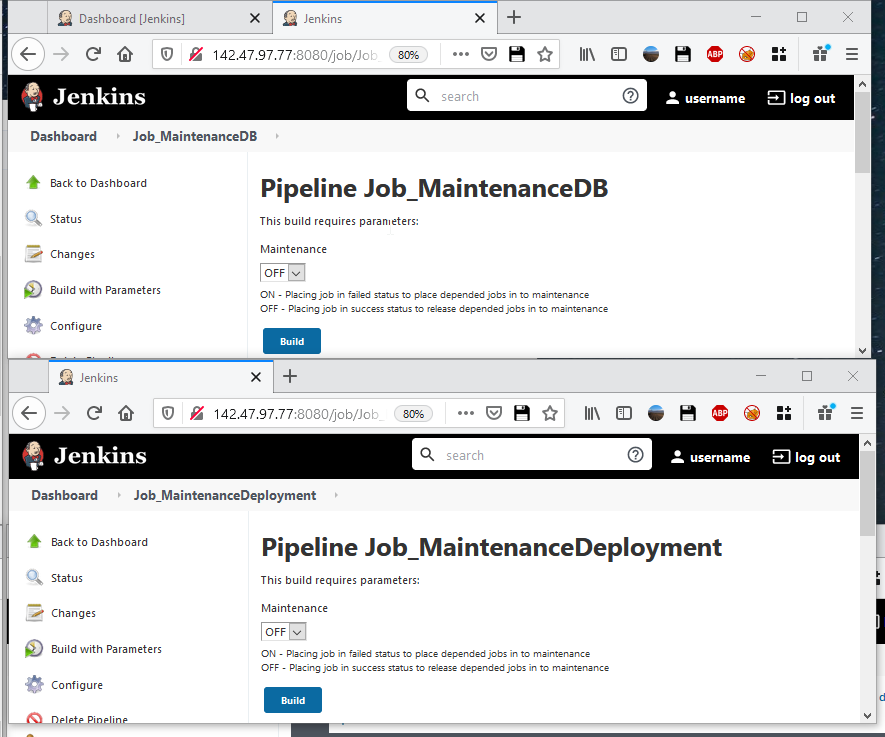 Dashboard [Jenkins]
Jenkins
142.47.97.77:8080/job/Job_
80%
ABP
Jenkins
search
username
log out
Dashboard
Job_MaintenanceDB
Back to Dashboard
Status
Changes
Build with Parameters
Configure
Pipeline Job_MaintenanceDB
This build requires parameters:
Maintenance
OFF
ON - Placing job in failed status to place depended jobs in to maintenance
OFF - Placing job in success status to release depended jobs in to maintenance
Build
Jenkins
142.47.97.77:8080/job/Job_
80%
ABP
Jenkins
search
username
log out
Dashboard
Job_MaintenanceDeployment
Back to Dashboard
Status
Changes
Build with Parameters
Configure
Delete Pipeline
Pipeline Job_MaintenanceDeployment
This build requires parameters:
Maintenance
OFF
ON - Placing job in failed status to place depended jobs in to maintenance
OFF - Placing job in success status to release depended jobs in to maintenance
Build